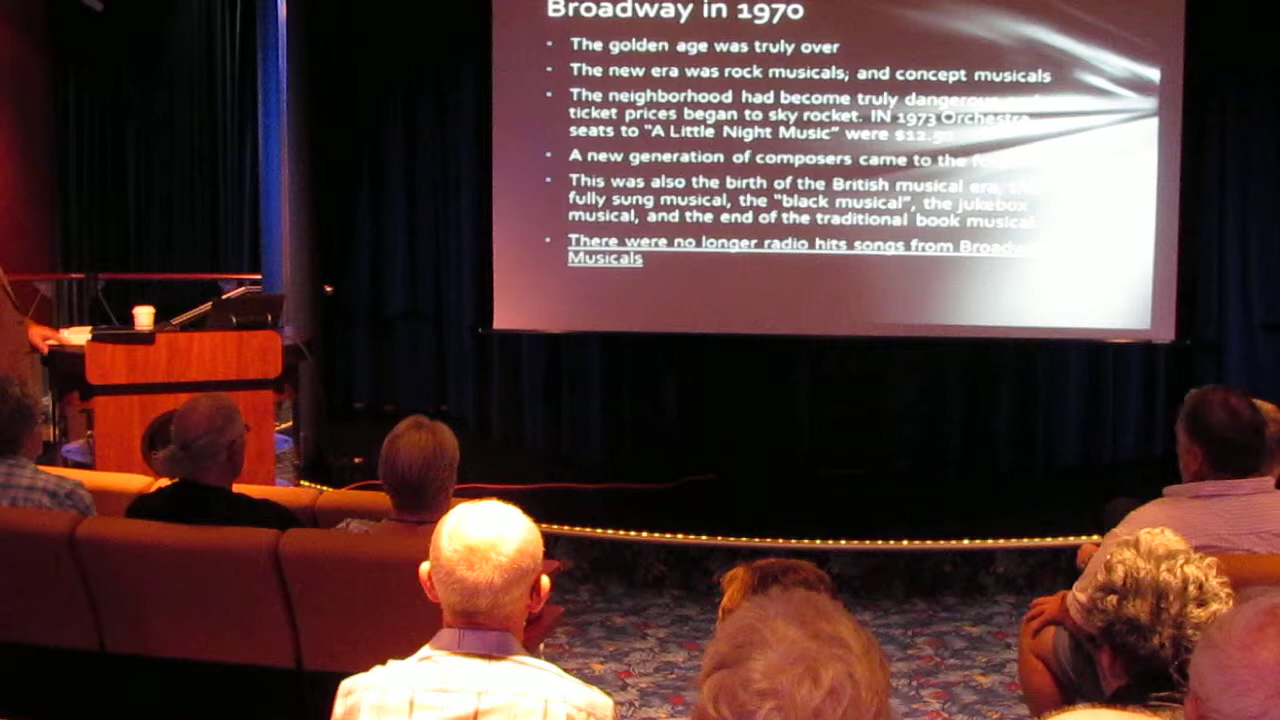 Broadway in 1970
• The golden age was truly over
• The new era was rock musicals; and concept musicals
• The neighborhood had become truly dangerous and
ticket prices began to sky rocket. IN 1973 Orchestra
seats to "A Little Night Music" were $12.50
• A new generation of composers came to the
• This was also the birth of the British musical era, the
fully sung musical, the "black musical", the jukebox
musical, and the end of the traditional book musical
• There were no longer radio hits songs from Broadway
Musicals